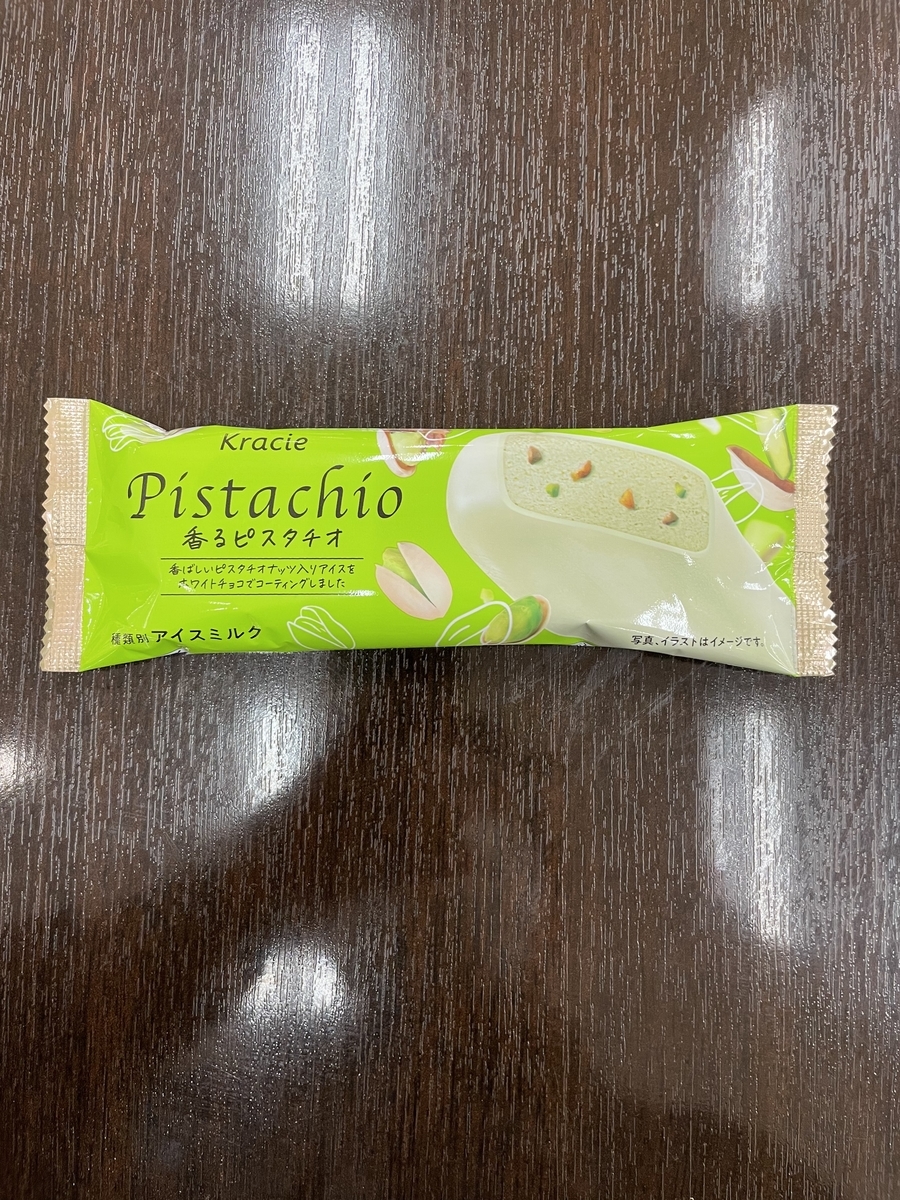 Kracie
Pistachio
香るピスタチオ
香ばしいピスタチオナッツ入りアイスを
ホワイトチョコでコーティングしました
種類別 アイスミルク
写真、イラストはイメージです。